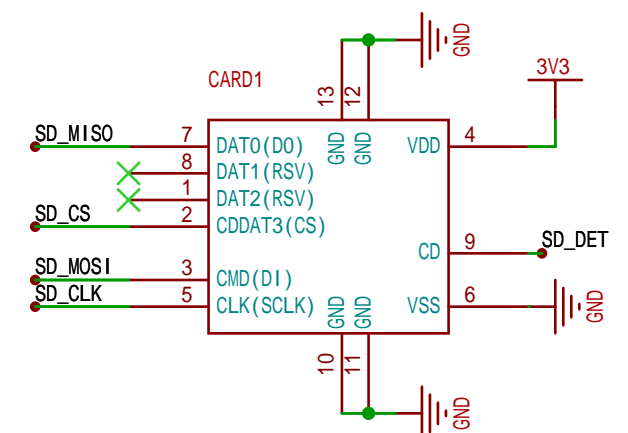 GND
3V3
CARD1
13
12
SD_MISO
7
DAT0(DO)
GND
GND
VDD
4
8
DAT1(RSV)
1
DAT2(RSV)
SD_CS
2
CDDAT3(CS)
CD
9
SD_DET
SD_MOSI
3
CMD(DI)
SD_CLK
5
CLK(SCLK)
GND
GND
VSS
6
GND
10
11
GND